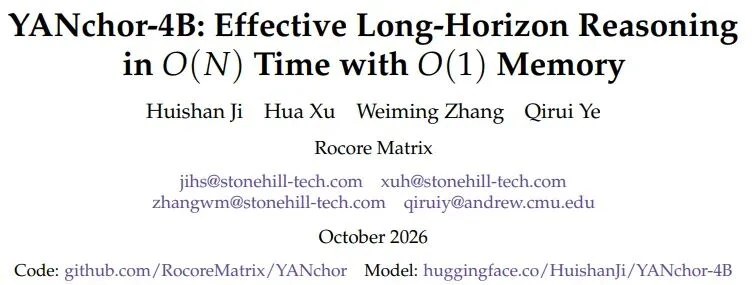 YANchor-4B: Effective Long-Horizon Reasoning
in O(N) Time with O(1) Memory
Huishan Ji Hua Xu Weiming Zhang Qirui Ye
Rocore Matrix
jihs@stonehill-tech.com xuh@stonehill-tech.com
zhangwm@stonehill-tech.com qiruiy@andrew.cmu.edu
October 2026
Code: github.com/RocoreMatrix/YANchor Model: huggingface.co/HuishanJi/YANchor-4B